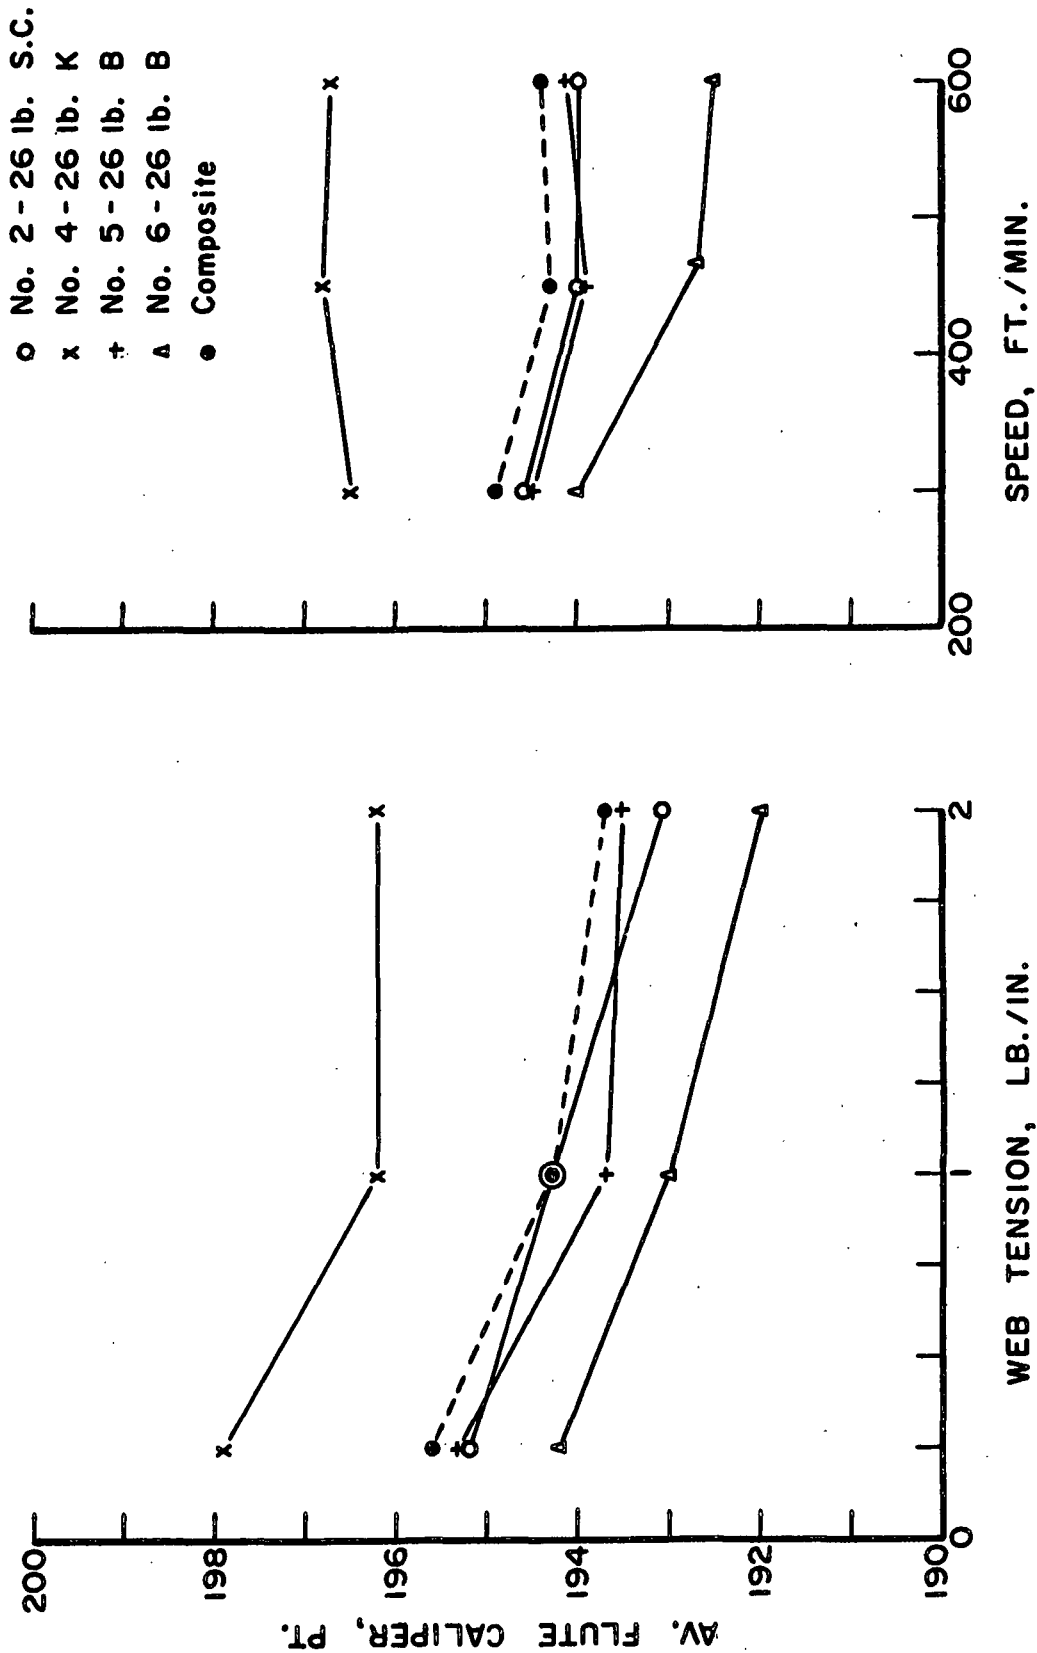 o No. 2-26 lb. S.C.
x No. 4-26 lb. K
+ No. 5-26 lb. B
Δ No. 6-26 lb. B
● Composite
AV. FLUTE CALIPER, PT.
200
198
196
194
192
190
0
1
2
WEB TENSION, LB./IN.
200
400
600
SPEED, FT./MIN.